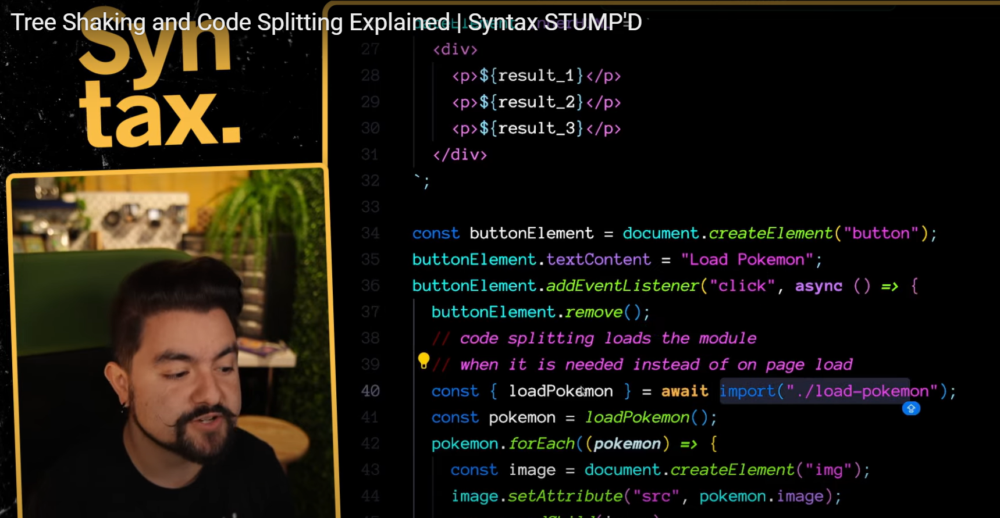 Tree Shaking and Code Splitting Explained | Syntax STUMP'D
Syn
tax.
27 <div>
28 <p>${result_1}</p>
29 <p>${result_2}</p>
30 <p>${result_3}</p>
31 </div>
32 `;
33
34 const buttonElement = document.createElement("button");
35 buttonElement.textContent = "Load Pokemon";
36 buttonElement.addEventListener("click", async () => {
37 buttonElement.remove();
38 // code splitting loads the module
39 // when it is needed instead of on page load
40 const { loadPokemon } = await import("./load-pokemon");
41 const pokemon = loadPokemon();
42 pokemon.forEach((pokemon) => {
43 const image = document.createElement("img");
44 image.setAttribute("src", pokemon.image);